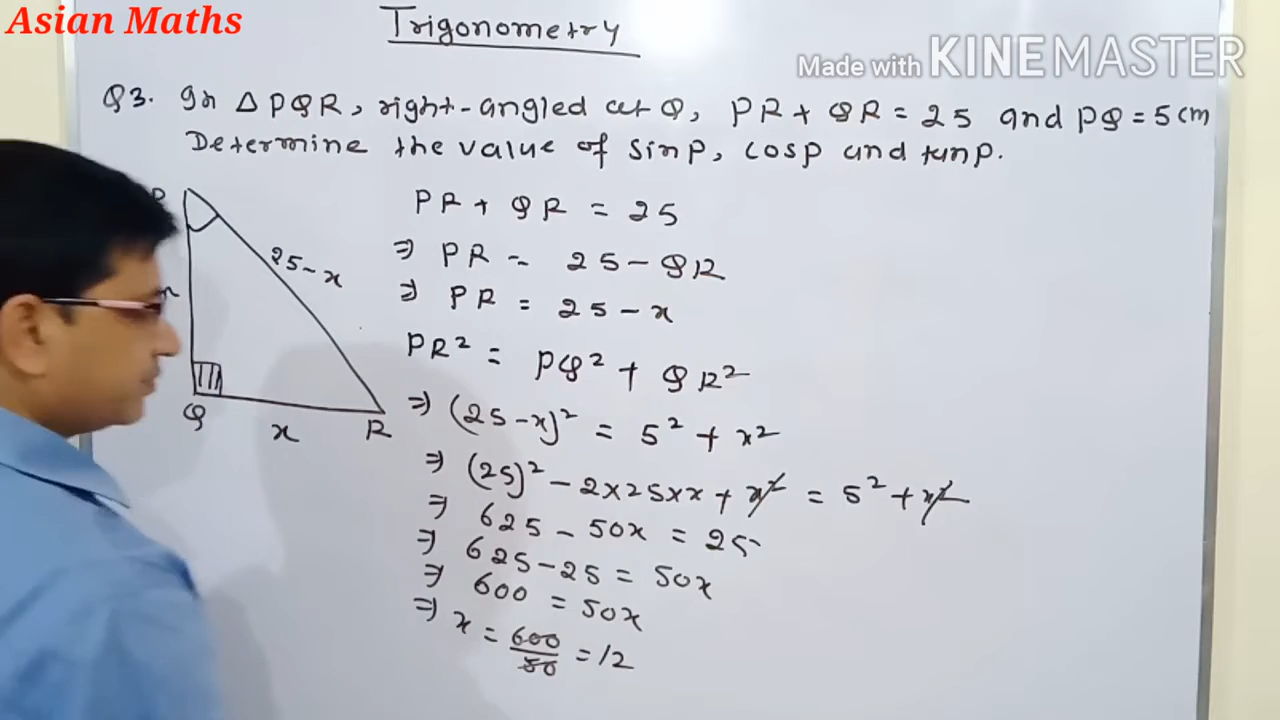 Asian Maths
Trigonometry
Made with KINEMASTER
Q3. In △PQR, right-angled at Q, PR + QR = 25 and PQ = 5cm
Determine the value of sinp, cosp and tanp.
PR + QR = 25
⇒ PR = 25 - QR
⇒ PR = 25 - x
PR² = PQ² + QR²
⇒ (25-x)² = 5² + x²
⇒ (25)² - 2×25×x + x² = 5² + x²
⇒ 625 - 50x = 25
⇒ 625 - 25 = 50x
⇒ 600 = 50x
⇒ x = 600/50 = 12
25-x
Q
x
R